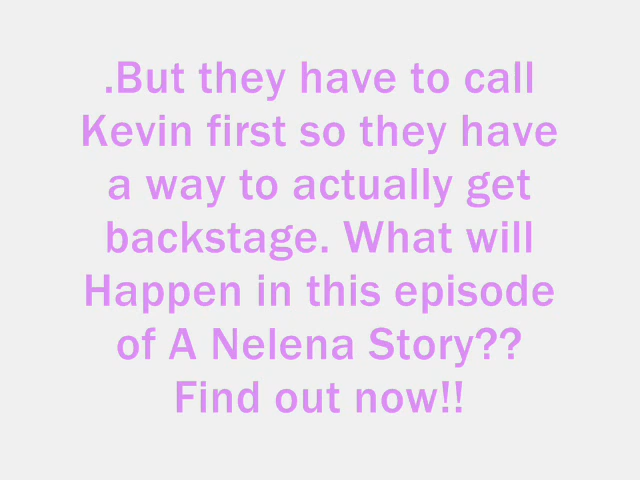 .But they have to call
Kevin first so they have
a way to actually get
backstage. What will
Happen in this episode
of A Nelena Story??
Find out now!!